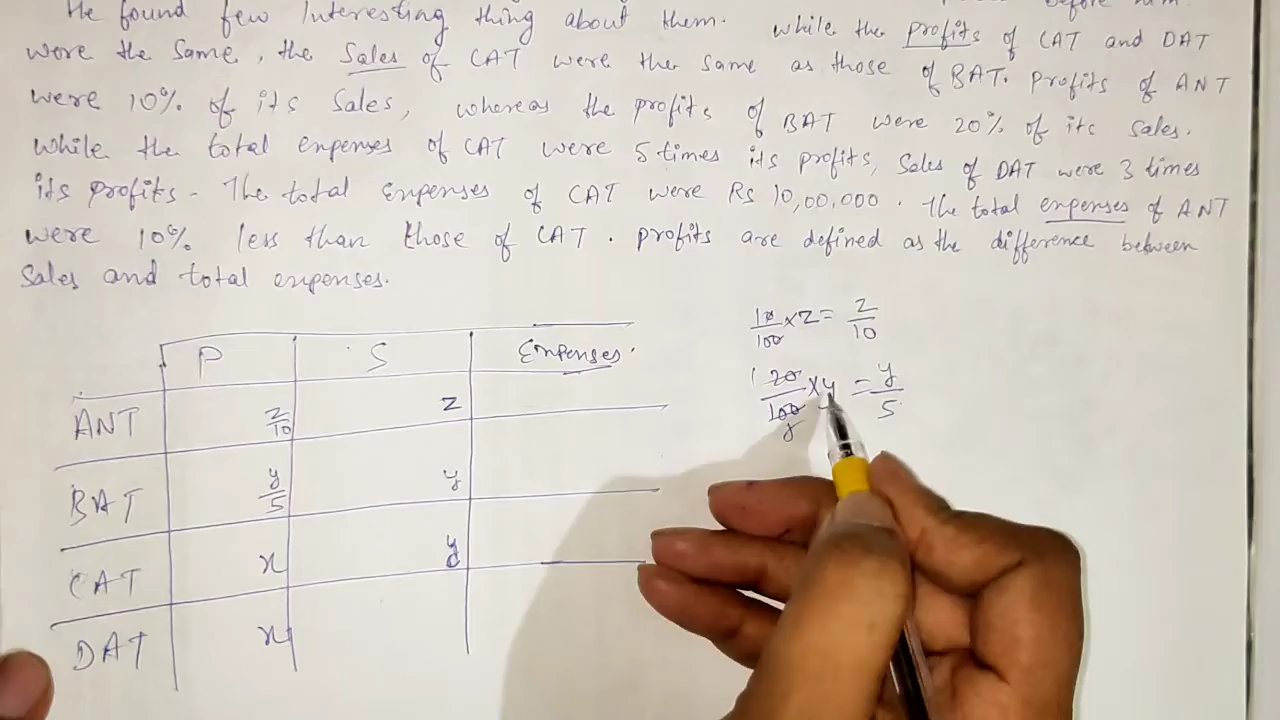 He found few Interesting thing about them. while the profits of CAT and DAT
were the same, the Sales of CAT were the same as those of BAT. profits of ANT
were 10% of its Sales, whereas the profits of BAT were 20% of its sales.
while the total expenses of CAT were 5 times its profits, Sales of DAT were 3 times
its profits - The total Expenses of CAT were Rs 10,00,000. The total expenses of ANT
were 10% less than those of CAT. profits are defined as the difference between
Sales and total expenses.
10/100 × z = z/10
P S Expenses
1 20/100 × y = y/5
ANT z/10 z
BAT y/5 y
CAT x y
DAT x